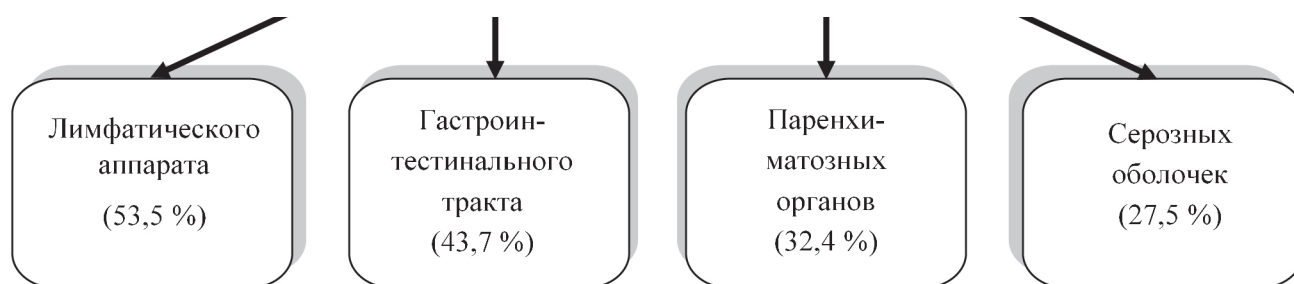 Лимфатического
аппарата
(53,5 %)
Гастроин-
тестинального
тракта
(43,7 %)
Паренхи-
матозных
органов
(32,4 %)
Серозных
оболочек
(27,5 %)